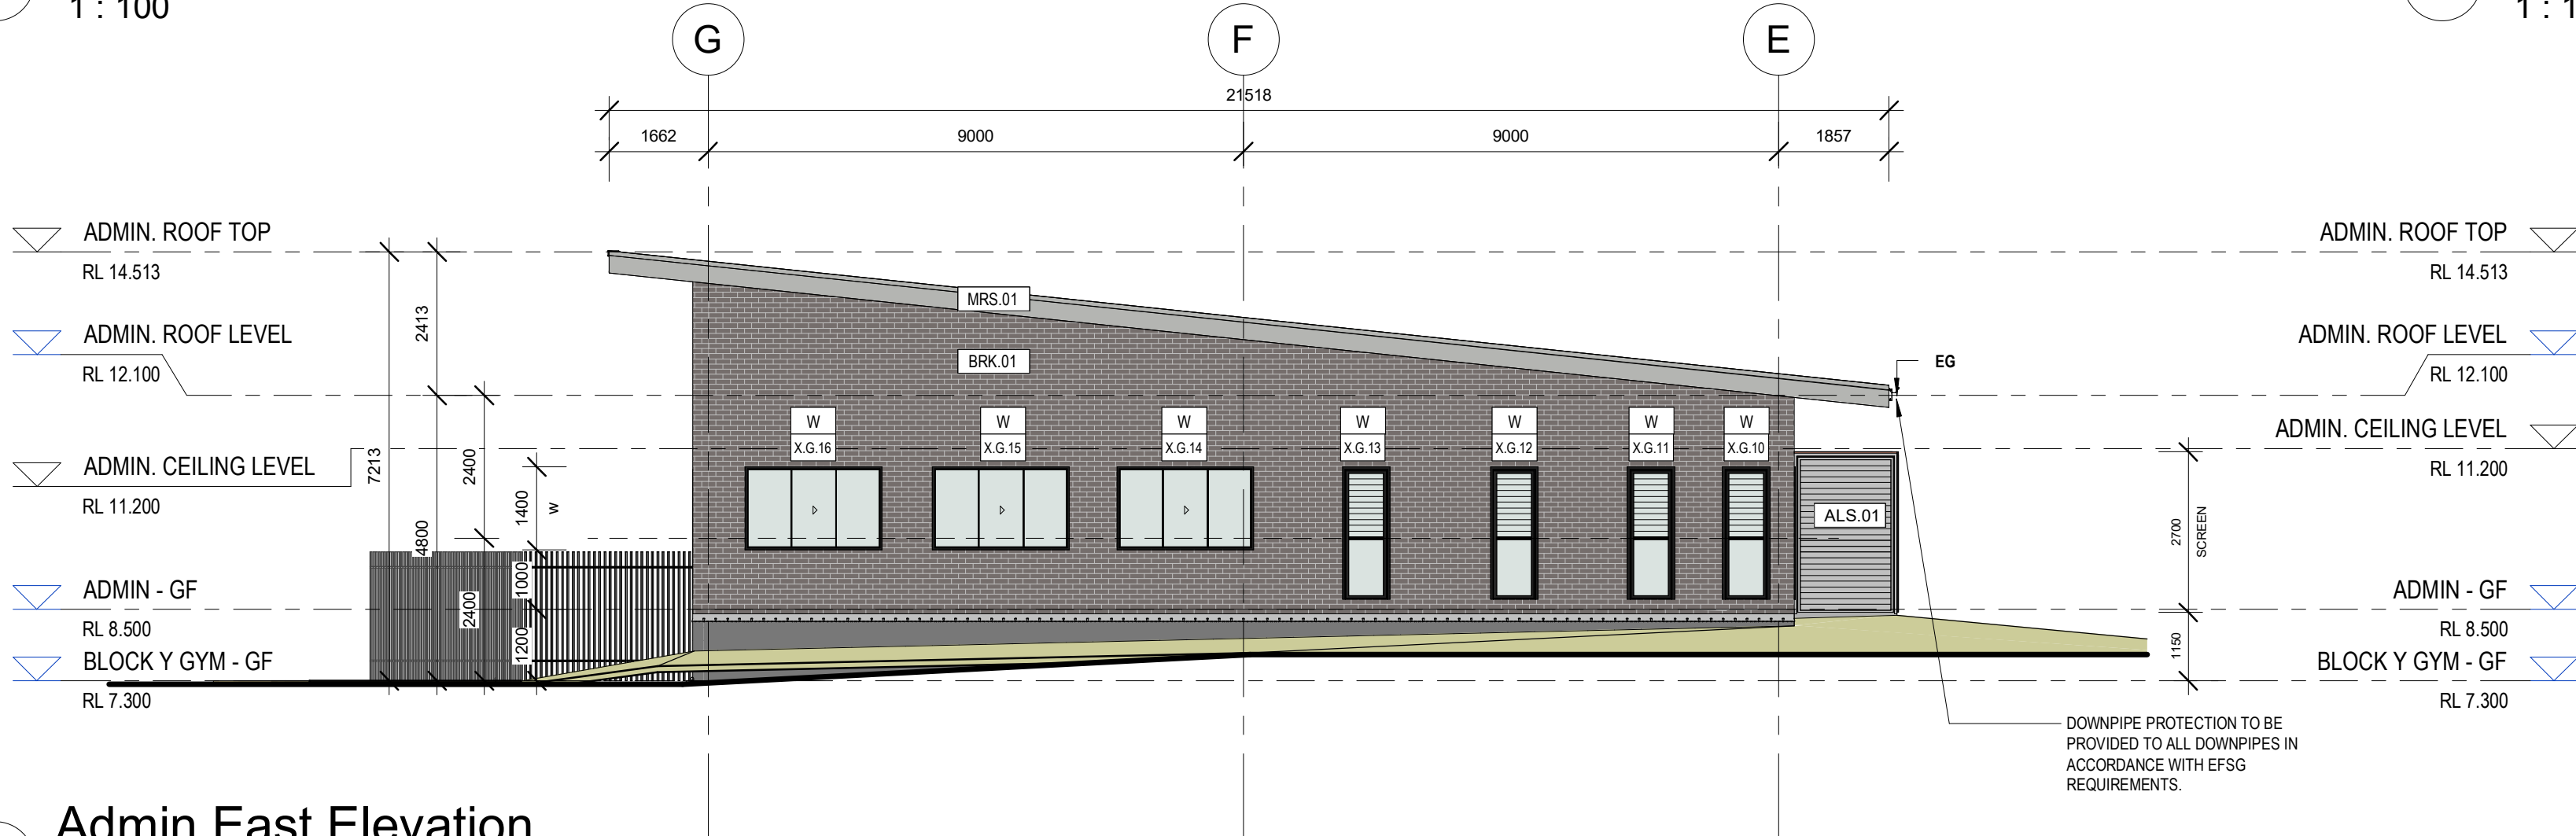 1 : 100
1 : 1
G
F
E
21518
1662
9000
9000
1857
ADMIN. ROOF TOP
RL 14.513
ADMIN. ROOF TOP
RL 14.513
2413
MRS.01
ADMIN. ROOF LEVEL
RL 12.100
ADMIN. ROOF LEVEL
RL 12.100
BRK.01
EG
W
X.G.16
W
X.G.15
W
X.G.14
W
X.G.13
W
X.G.12
W
X.G.11
W
X.G.10
ADMIN. CEILING LEVEL
RL 11.200
ADMIN. CEILING LEVEL
RL 11.200
7213
2400
1400
W
4800
ALS.01
2700
SCREEN
1000
2400
1200
ADMIN - GF
RL 8.500
ADMIN - GF
RL 8.500
1150
BLOCK Y GYM - GF
RL 7.300
BLOCK Y GYM - GF
RL 7.300
DOWNPIPE PROTECTION TO BE
PROVIDED TO ALL DOWNPIPES IN
ACCORDANCE WITH EFSG
REQUIREMENTS.
Admin East Elevation